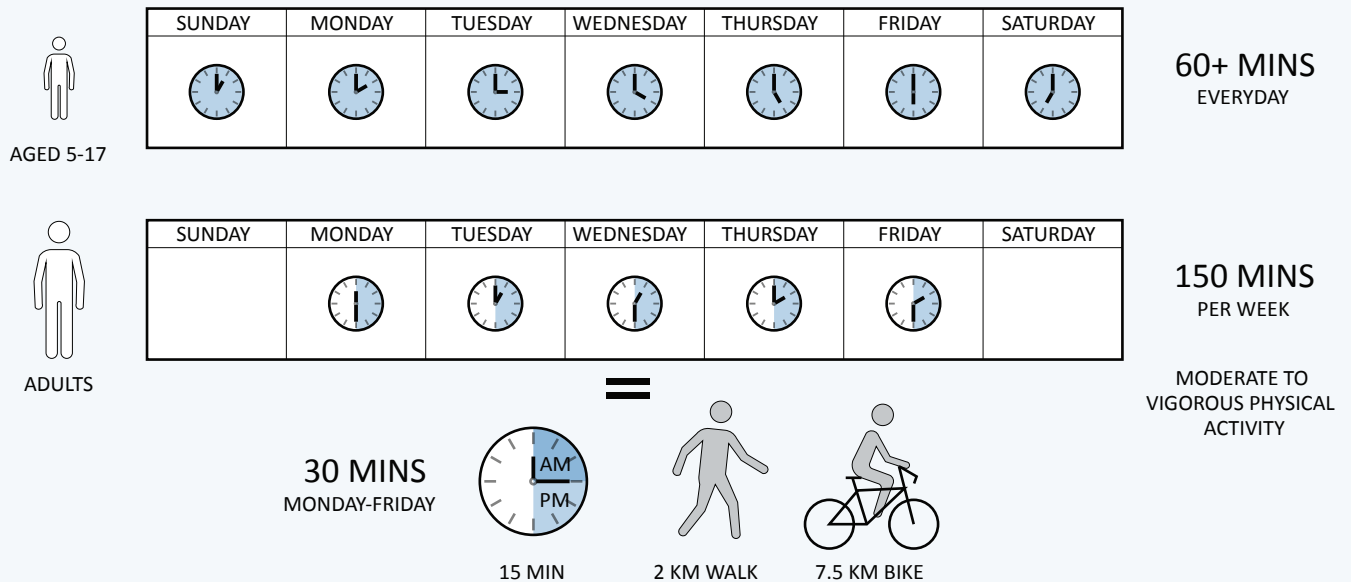 SUNDAY MONDAY TUESDAY WEDNESDAY THURSDAY FRIDAY SATURDAY
60+ MINS
EVERYDAY
AGED 5-17
SUNDAY MONDAY TUESDAY WEDNESDAY THURSDAY FRIDAY SATURDAY
150 MINS
PER WEEK
ADULTS
MODERATE TO
VIGOROUS PHYSICAL
ACTIVITY
30 MINS
MONDAY-FRIDAY
AM
PM
15 MIN
2 KM WALK
7.5 KM BIKE